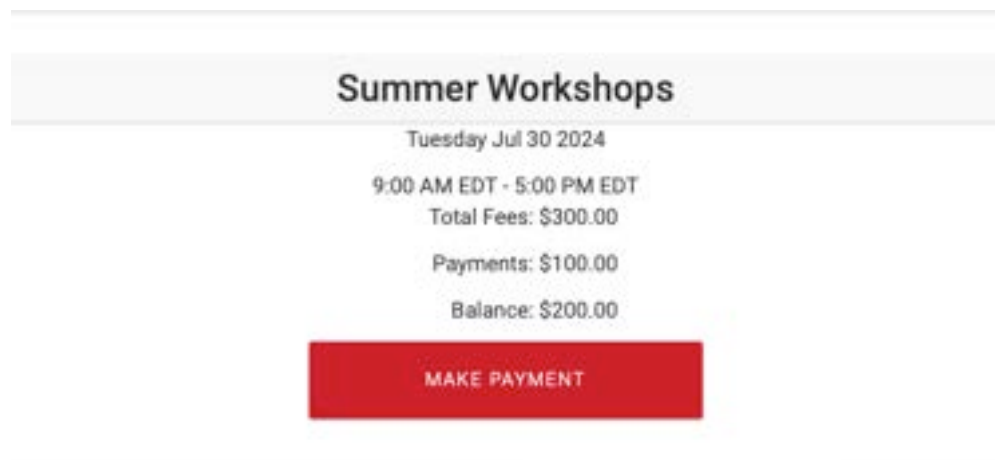 Summer Workshops
Tuesday Jul 30 2024
9:00 AM EDT - 5:00 PM EDT
Total Fees: $300.00
Payments: $100.00
Balance: $200.00
MAKE PAYMENT